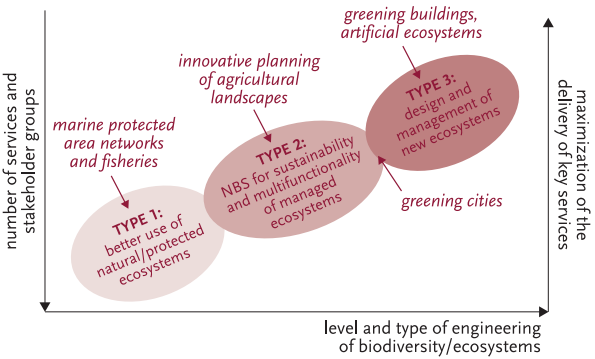 greening buildings,
artificial ecosystems
innovative planning
of agricultural
landscapes
marine protected
area networks
and fisheries
TYPE 3:
design and
management of
new ecosystems
TYPE 2:
NBS for sustainability
and multifunctionality
of managed
ecosystems
TYPE 1:
better use of
natural/protected
ecosystems
greening cities
number of services and
stakeholder groups
maximization of the
delivery of key services
level and type of engineering
of biodiversity/ecosystems